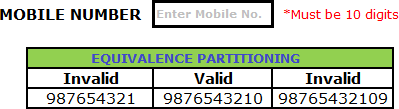 MOBILE NUMBER Enter Mobile No. *Must be 10 digits
EQUIVALENCE PARTITIONING
Invalid Valid Invalid
987654321 9876543210 98765432109